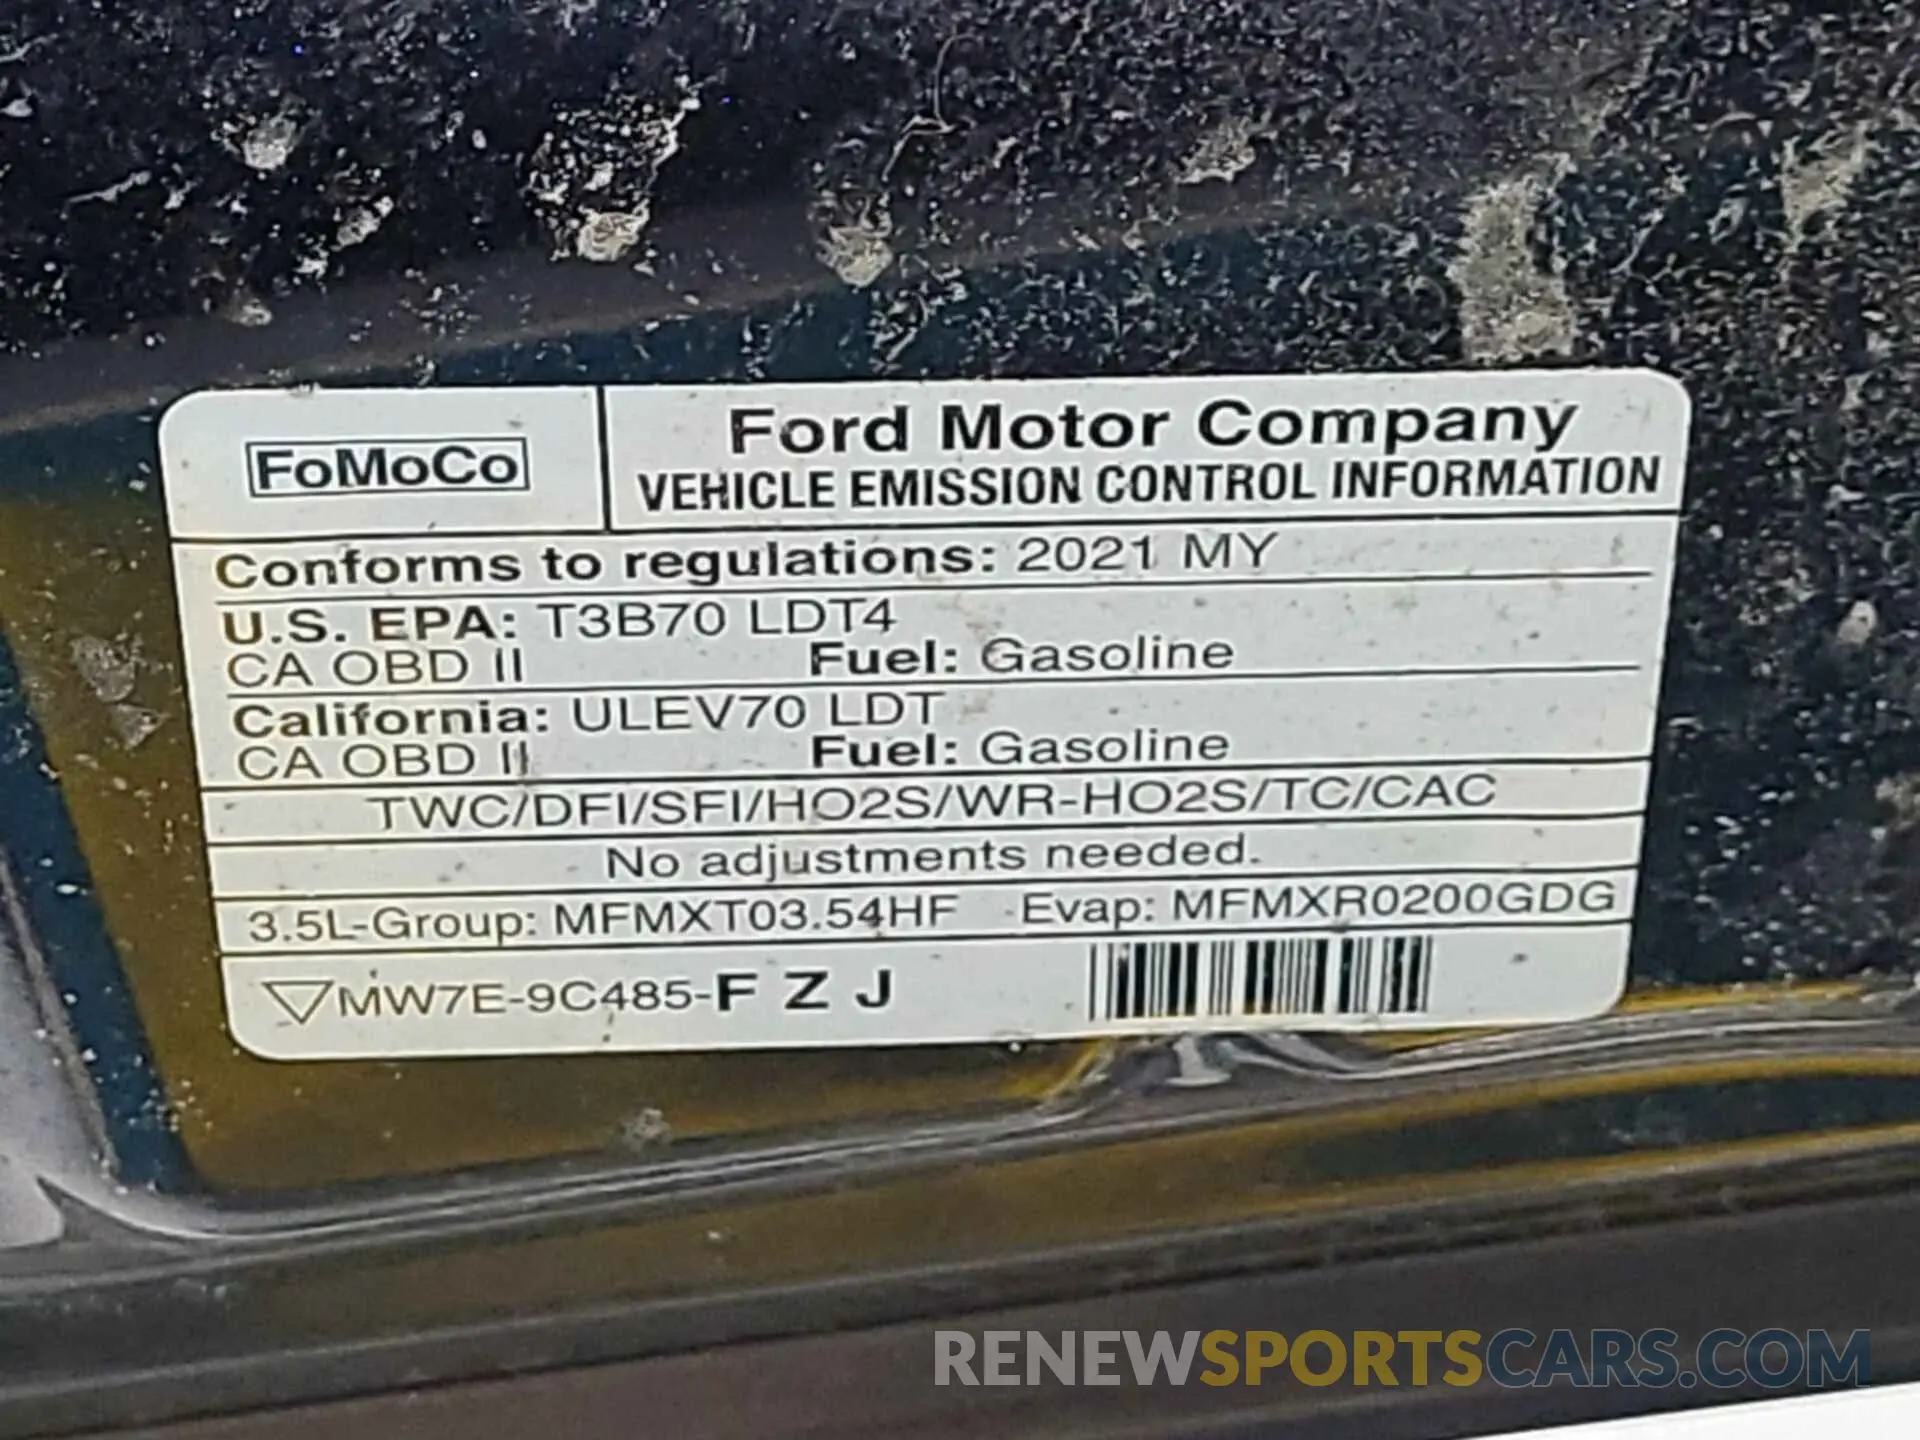 FoMoCo
Ford Motor Company
VEHICLE EMISSION CONTROL INFORMATION
Conforms to regulations: 2021 MY
U.S. EPA: T3B70 LDT4
CA OBD II Fuel: Gasoline
California: ULEV70 LDT
CA OBD II Fuel: Gasoline
TWC/DFI/SFI/HO2S/WR-HO2S/TC/CAC
No adjustments needed.
3.5L-Group: MFMXT03.54HF Evap: MFMXR0200GDG
MW7E-9C485-F Z J
RENEWSPORTSCARS.COM